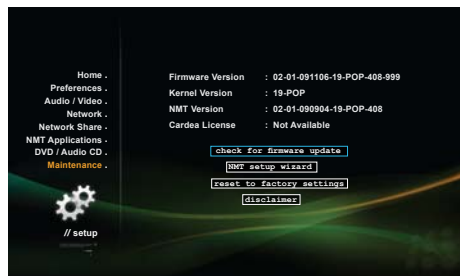 Home .
Preferences .
Audio / Video .
Network .
Network Share .
NMT Applications .
DVD / Audio CD .
Maintenance .
// setup
Firmware Version : 02-01-091106-19-POP-408-999
Kernel Version : 19-POP
NMT Version : 02-01-090904-19-POP-408
Cardea License : Not Available
check for firmware update
NMT setup wizard
reset to factory settings
disclaimer